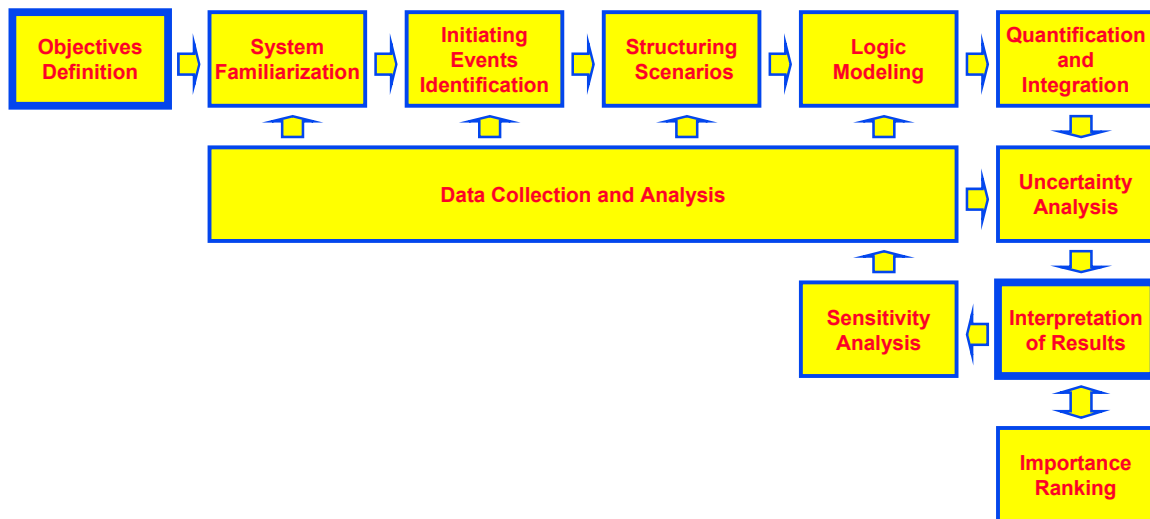 Objectives
Definition
System
Familiarization
Initiating
Events
Identification
Structuring
Scenarios
Logic
Modeling
Quantification
and
Integration
Data Collection and Analysis
Uncertainty
Analysis
Sensitivity
Analysis
Interpretation
of Results
Importance
Ranking